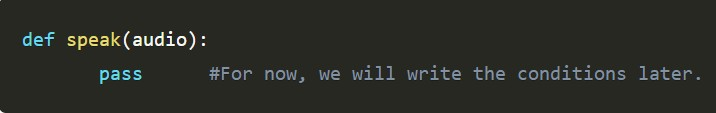 def speak(audio):
       pass      #For now, we will write the conditions later.